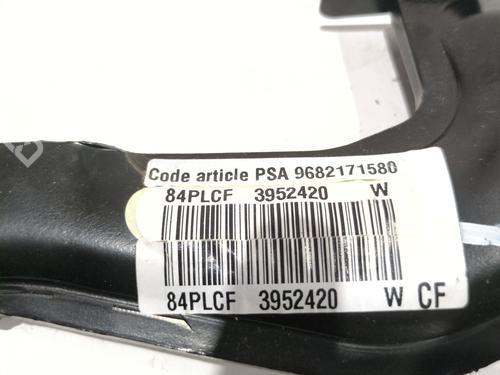 Code article PSA 9682171580
84PLCF 3952420 W
84PLCF 3952420 W CF